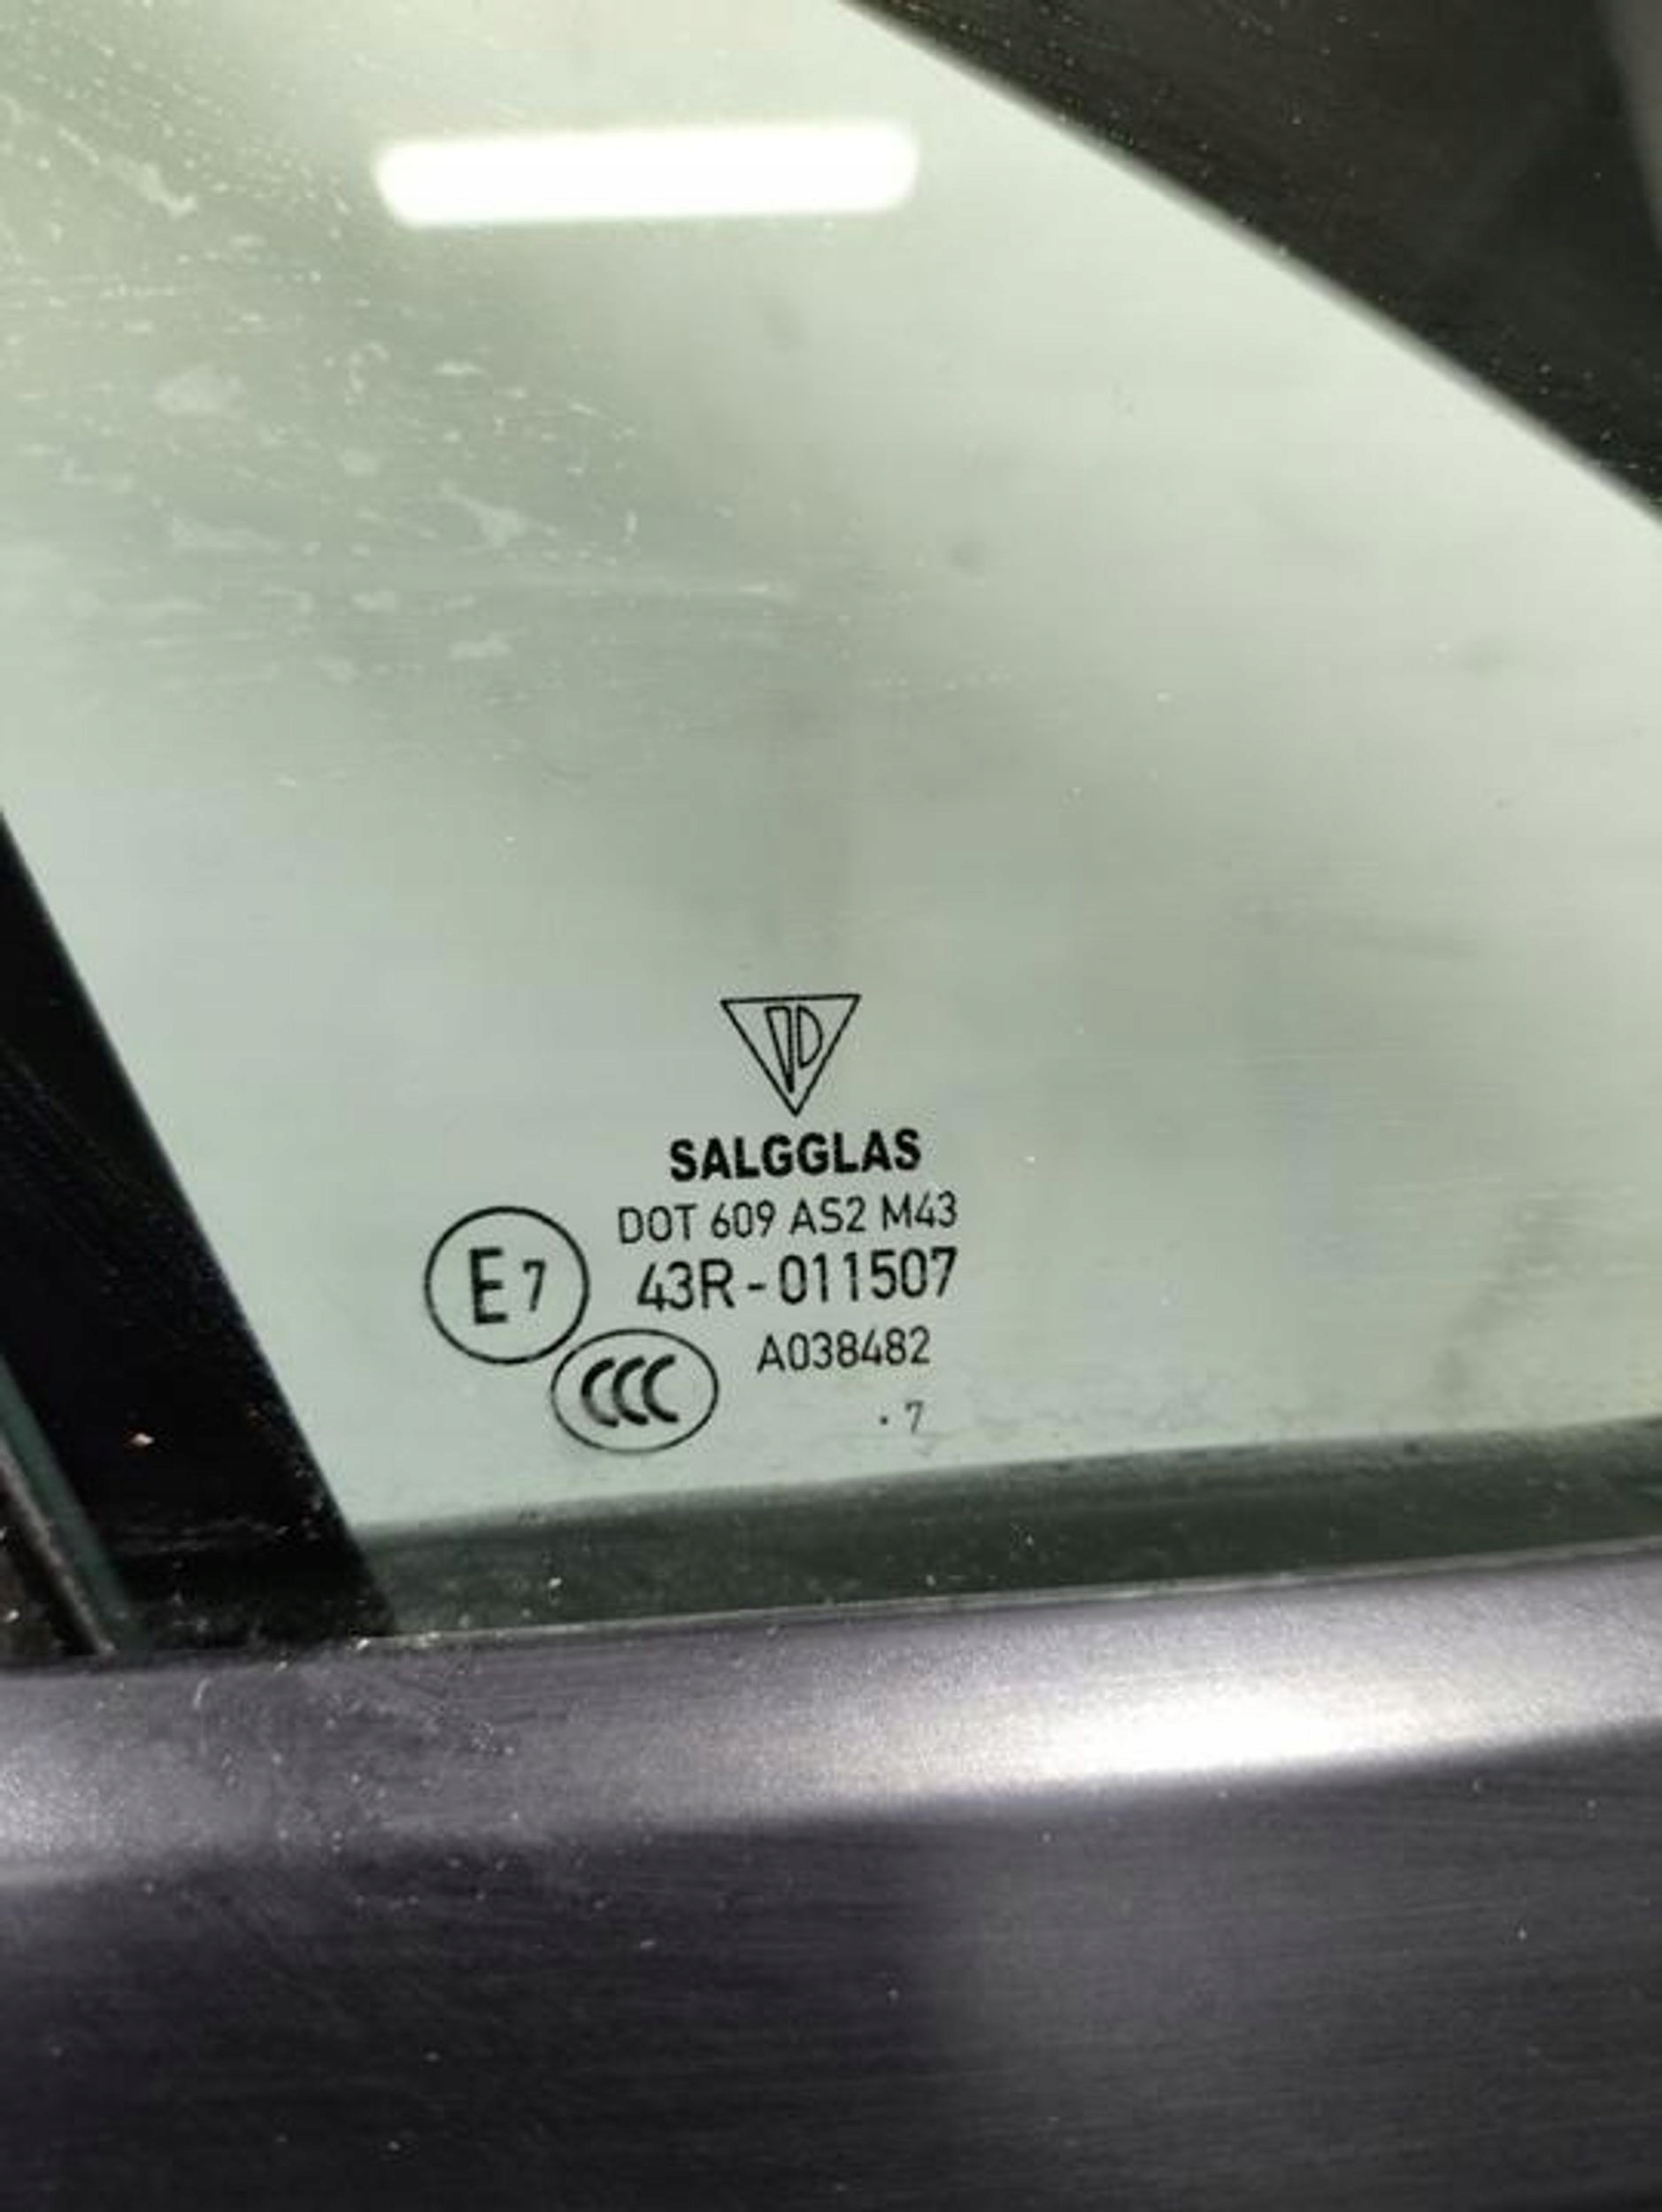 SALGGLAS
DOT 609 AS2 M43
E7 43R-011507
CCC A038482
.7